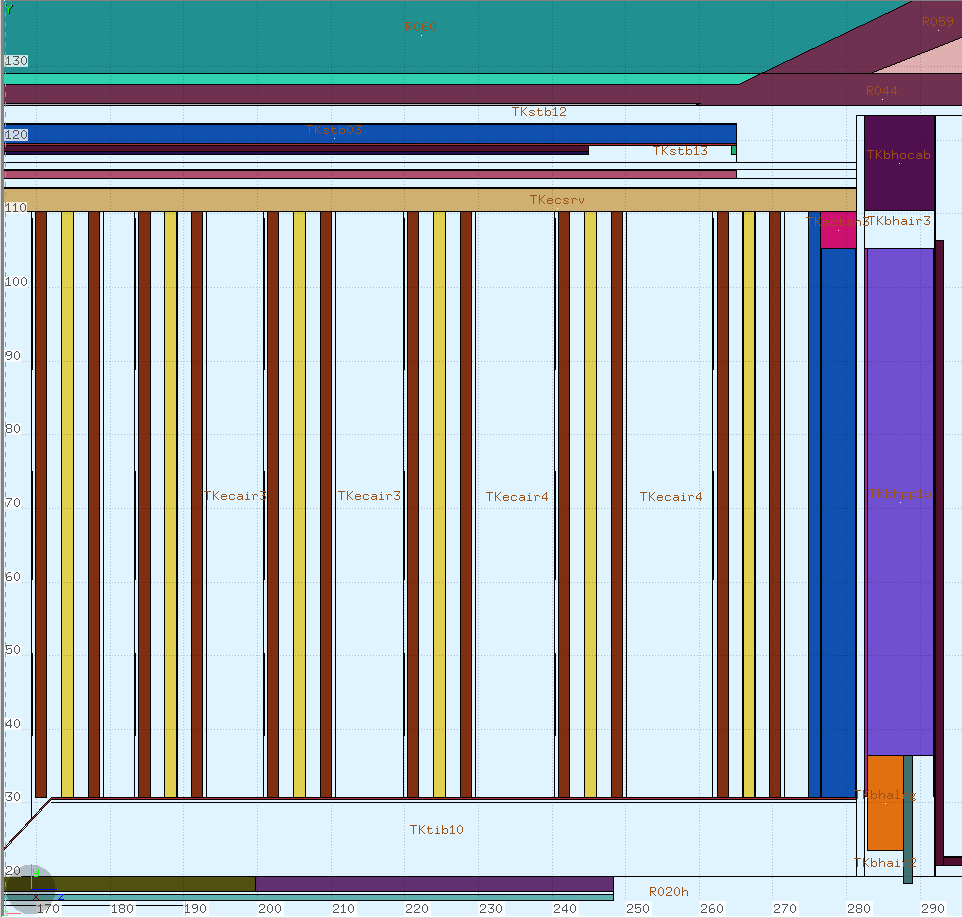 Y
R060
R059
130
R044
TKstb12
120
TKstb03
TKstb13
TKbhocab
110
TKecsrv
TKbhair3
100
90
80
70
TKecair3
TKecair3
TKecair4
TKecair4
60
50
40
30
TKtib10
TKbhair2
20
R020h
X
Z
170
180
190
200
210
220
230
240
250
260
270
280
290